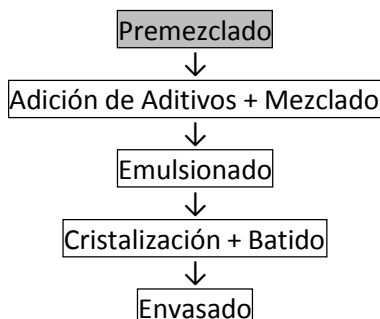 Premezclado
Adición de Aditivos + Mezclado
Emulsionado
Cristalización + Batido
Envasado